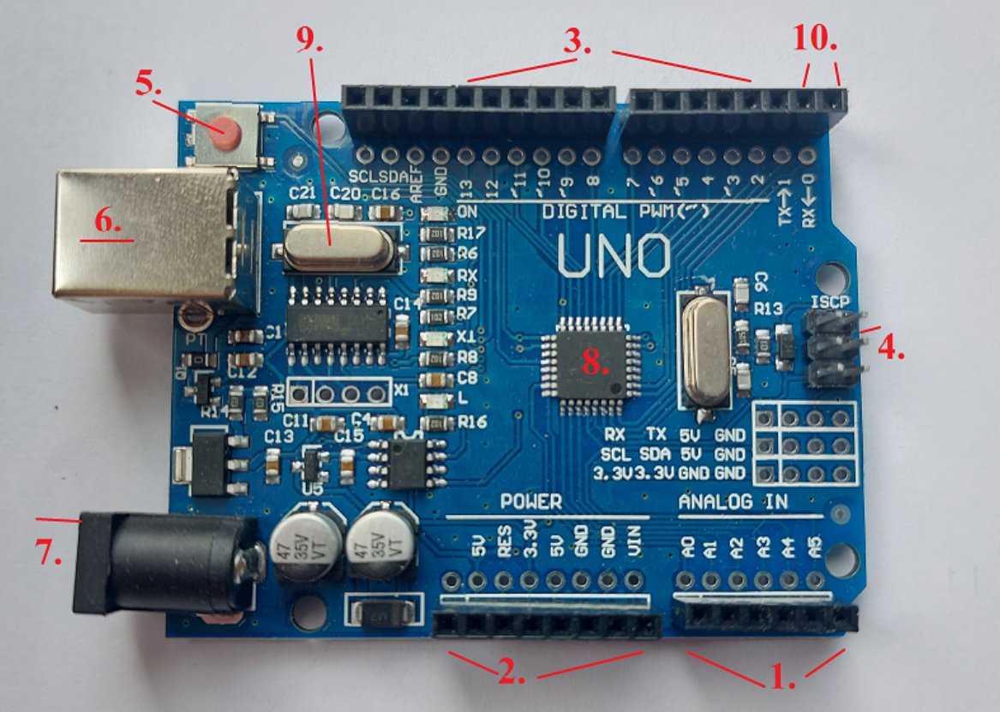 9.
3.
10.
5.
SCL SDA AREF GND 13 12 ~11 ~10 ~9 8 7 ~6 ~5 4 ~3 2 TX→1 RX←0
C21 C20 C16
ON
DIGITAL PWM(~)
6.
R17
UNO
R6
RX
C6
R9
ISCP
C14
R13
R7
PT
C1
X1
4.
R8
8.
C12
C8
X1
R15
L
R14
C11 C4
R16
C13 C15
RX TX 5V GND
SCL SDA 5V GND
3.3V 3.3V GND GND
U5
POWER
ANALOG IN
47
35V
VT
47
35V
VT
5V RES 3.3V 5V GND GND VIN
A0 A1 A2 A3 A4 A5
7.
M7
2.
1.